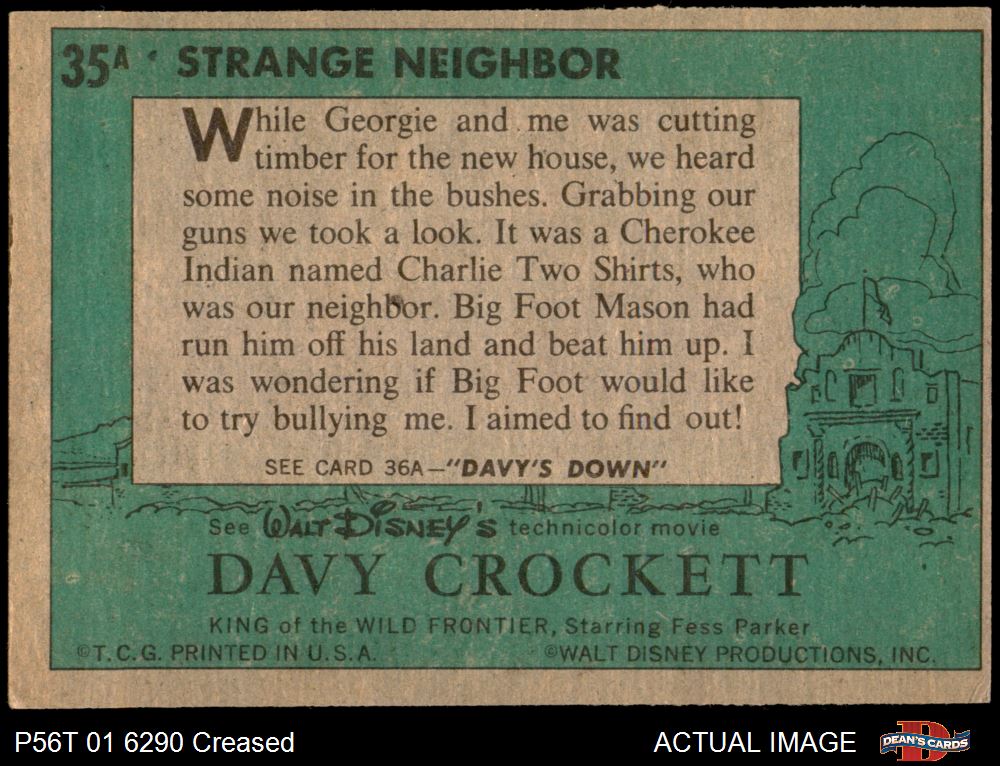 35A · STRANGE NEIGHBOR
While Georgie and me was cutting
timber for the new house, we heard
some noise in the bushes. Grabbing our
guns we took a look. It was a Cherokee
Indian named Charlie Two Shirts, who
was our neighbor. Big Foot Mason had
run him off his land and beat him up. I
was wondering if Big Foot would like
to try bullying me. I aimed to find out!
SEE CARD 36A—"DAVY'S DOWN"
See WALT DISNEY'S technicolor movie
DAVY CROCKETT
KING of the WILD FRONTIER, Starring Fess Parker
©T.C.G. PRINTED IN U.S.A. ©WALT DISNEY PRODUCTIONS, INC.
P56T 01 6290 Creased ACTUAL IMAGE D DEAN'S CARDS